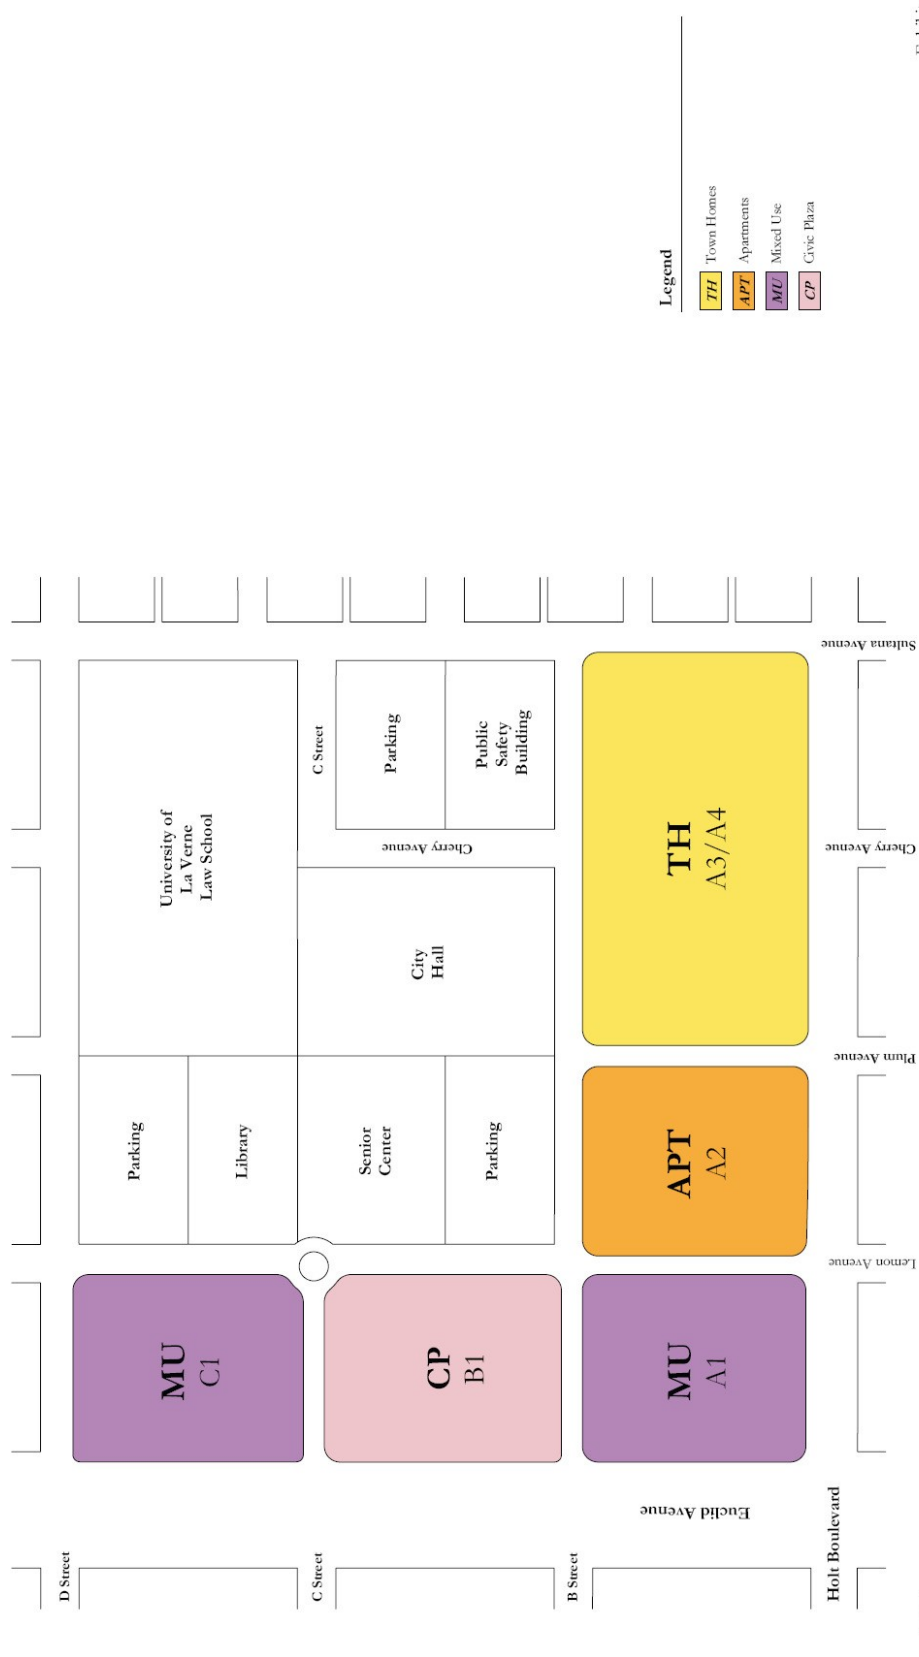 D Street
C Street
B Street
Holt Boulevard
Euclid Avenue
MU
C1
CP
B1
MU
A1
Lemon Avenue
Parking
Library
Senior
Center
Parking
APT
A2
Plum Avenue
University of
La Verne
Law School
City
Hall
Cherry Avenue
C Street
Parking
Public
Safety
Building
TH
A3/A4
Cherry Avenue
Sultana Avenue
Legend
TH Town Homes
APT Apartments
MU Mixed Use
CP Civic Plaza